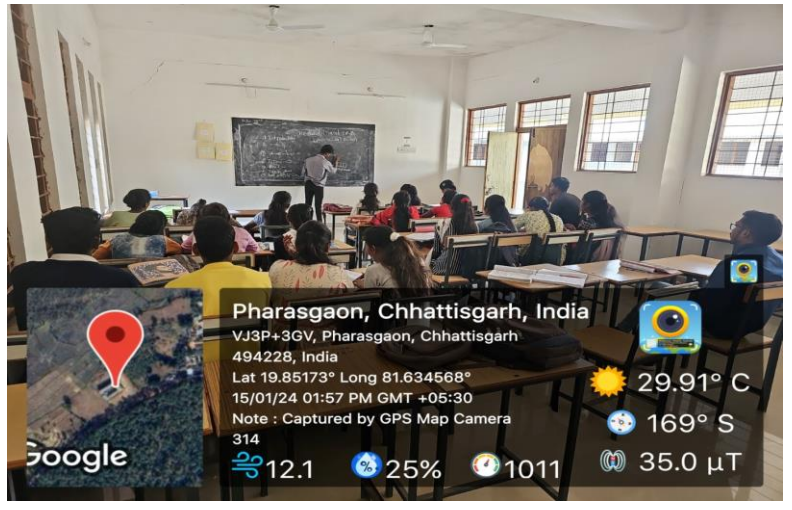 Pharasgaon, Chhattisgarh, India
VJ3P+3GV, Pharasgaon, Chhattisgarh
494228, India
Lat 19.85173° Long 81.634568°
15/01/24 01:57 PM GMT +05:30
Note : Captured by GPS Map Camera
314
Google
12.1
25%
1011
29.91° C
169° S
35.0 µT